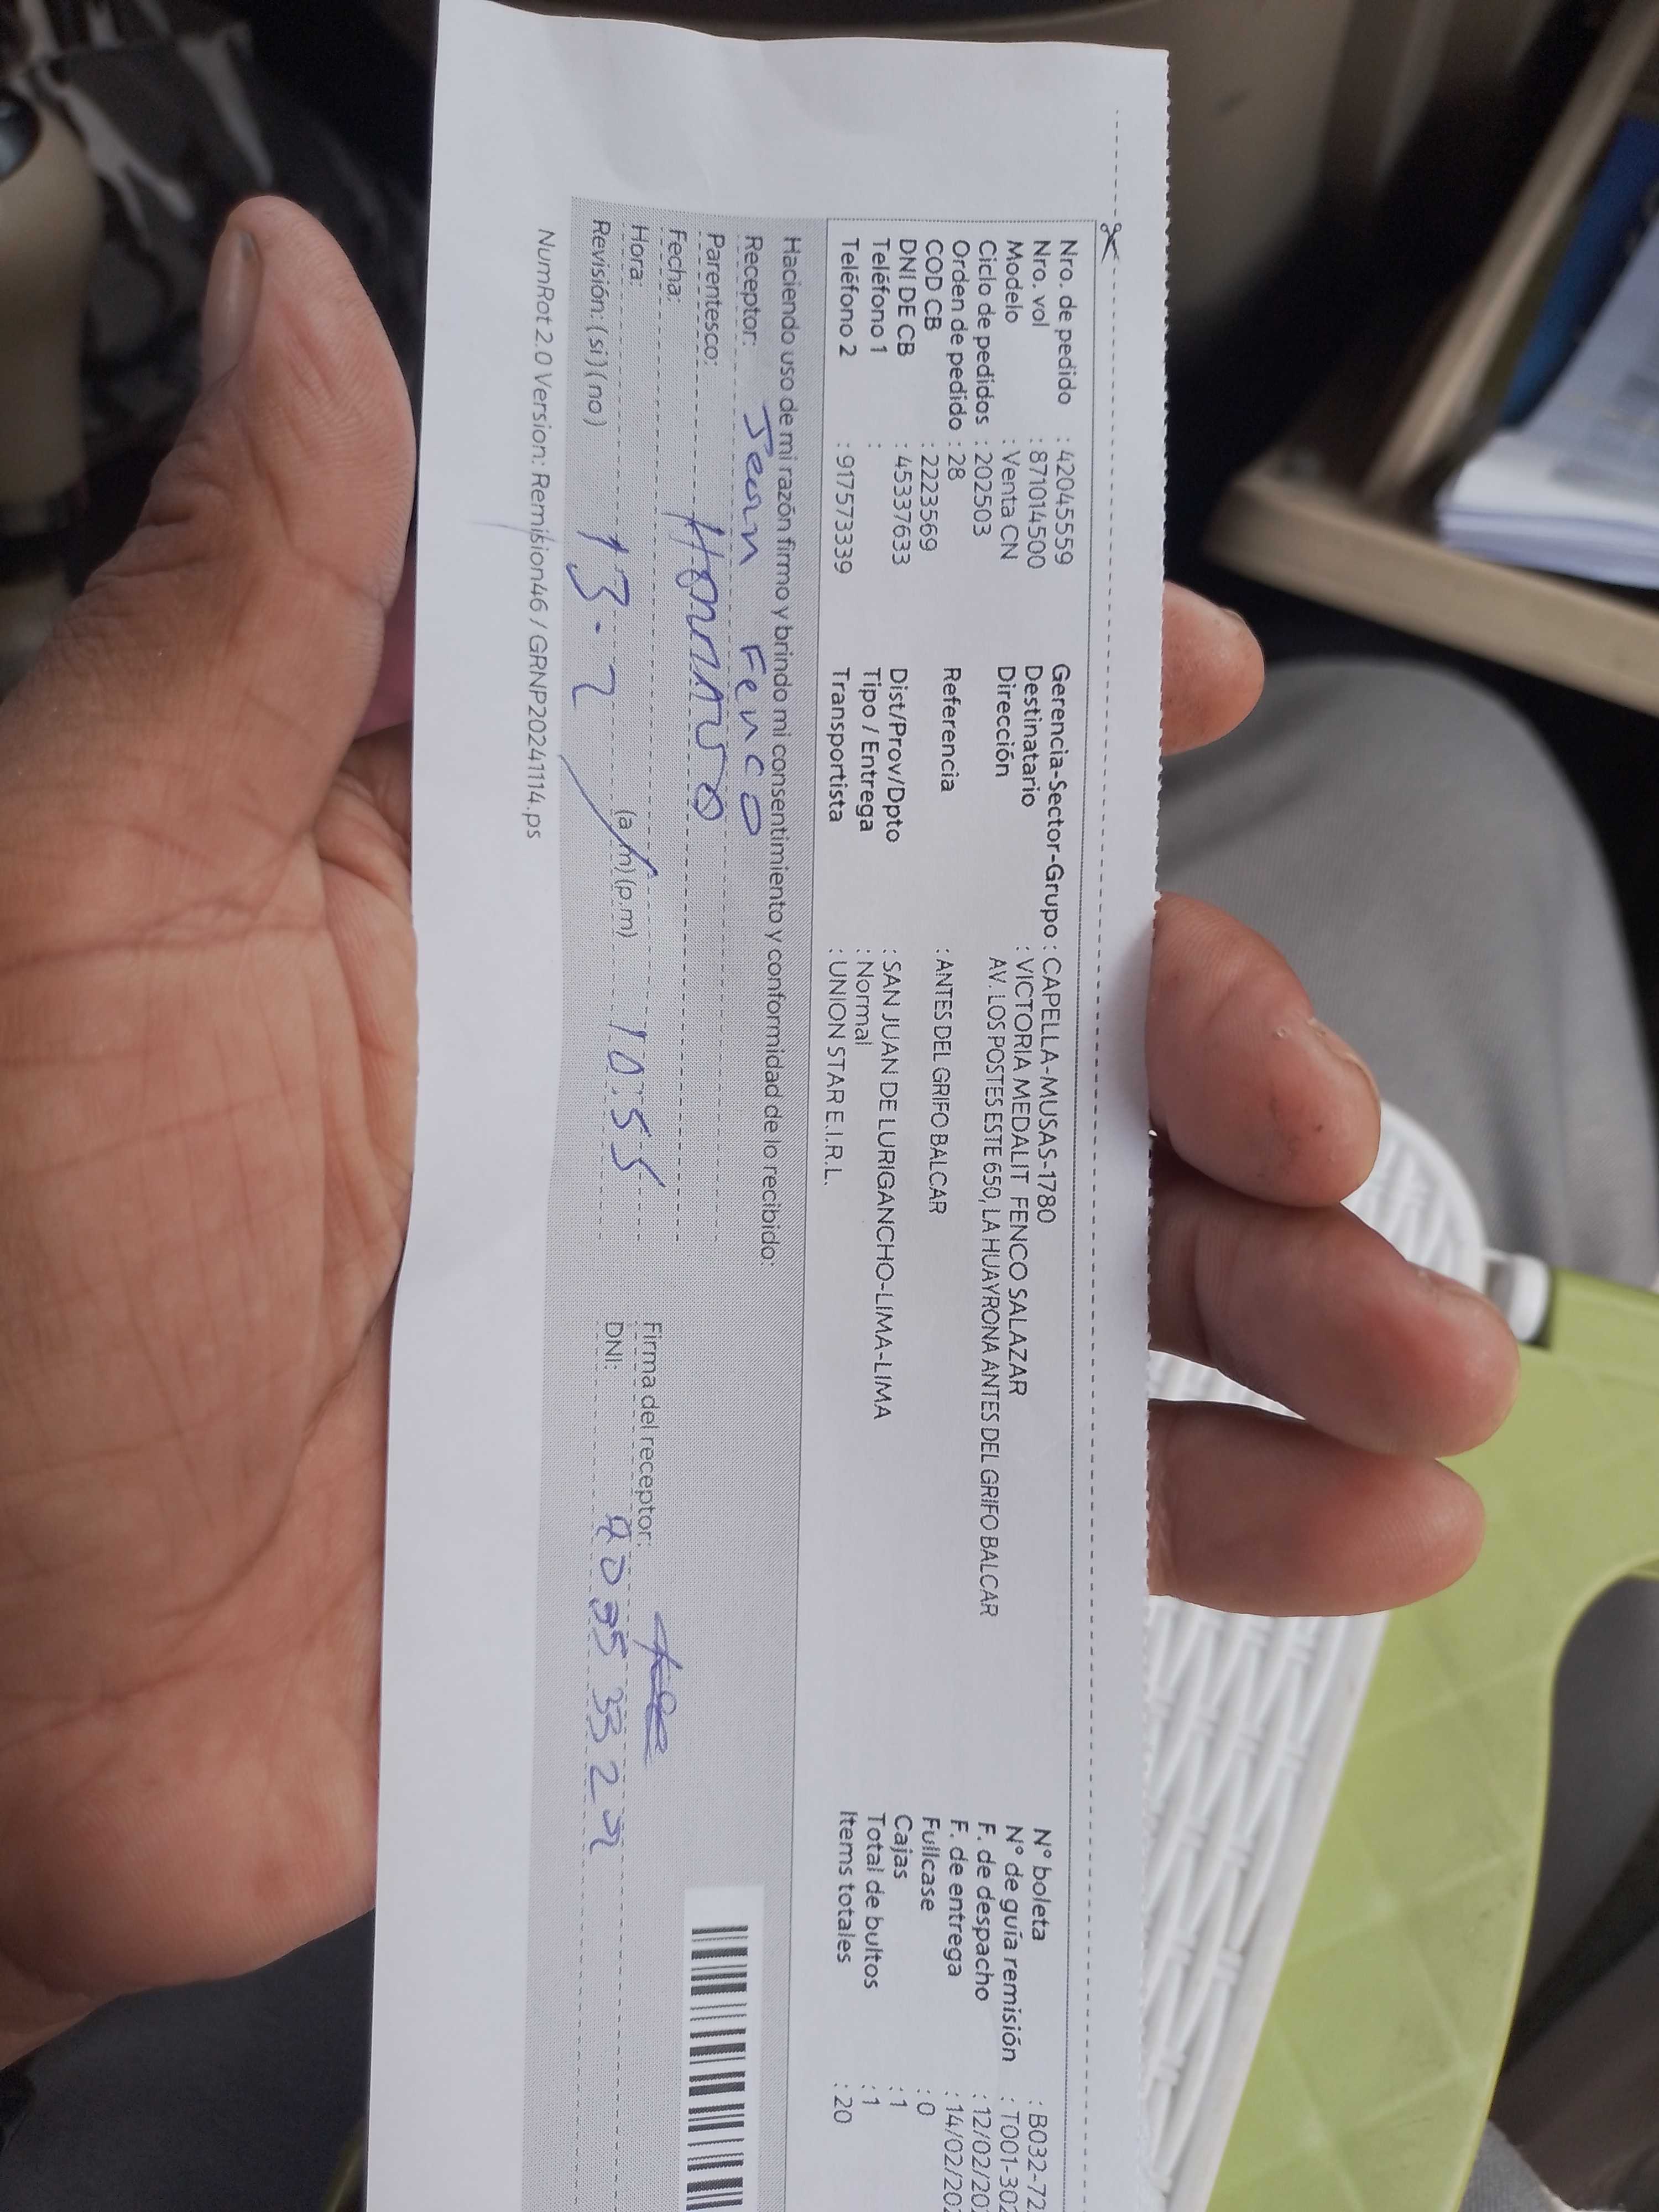 Nro. de pedido : 42045559
Nro. vol : 871014500
Modelo : Venta CN
Ciclo de pedidos : 202503
Orden de pedido : 28
COD CB : 2223569
DNI DE CB : 45337633
Teléfono 1 :
Teléfono 2 : 917573339
Gerencia-Sector-Grupo : CAPELLA-MUSAS-1780
Destinatario : VICTORIA MEDALIT FENCO SALAZAR
Dirección AV. LOS POSTES ESTE 650, LA HUAYRONA ANTES DEL GRIFO BALCAR
Referencia : ANTES DEL GRIFO BALCAR
Dist/Prov/Dpto : SAN JUAN DE LURIGANCHO-LIMA-LIMA
Tipo / Entrega : Normal
Transportista : UNION STAR E.I.R.L.
N° boleta : B032-72
N° de guía remisión : T001-302
F. de despacho : 12/02/202
F. de entrega : 14/02/202
Fullcase : 0
Cajas : 1
Total de bultos : 1
Items totales : 20
Haciendo uso de mi razón firmo y brindo mi consentimiento y conformidad de lo recibido:
Receptor: Jean Fenco
Parentesco: Hermano
Fecha: 13-2
Hora: (a.m) (p.m) 10:55
Revisión: (si) (no)
Firma del receptor:
DNI:
NumRot 2.0 Version: Remision46 / GRNP20241114.ps